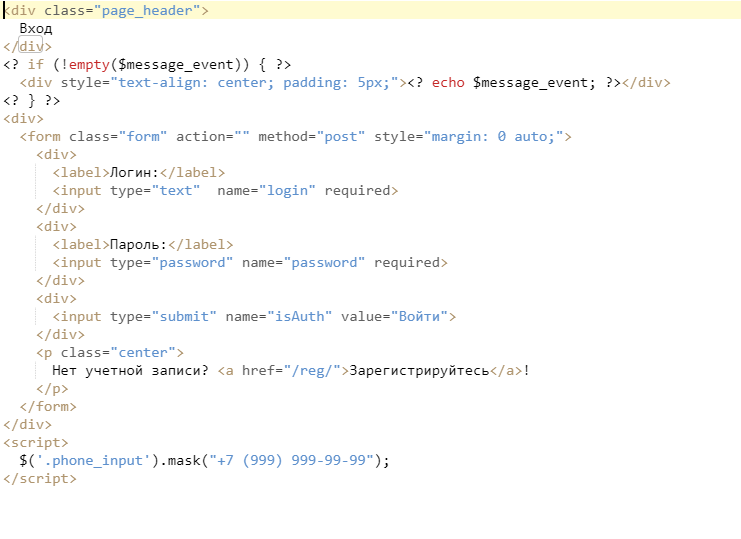 <div class="page_header">
  Вход
</div>
<? if (!empty($message_event)) { ?>
  <div style="text-align: center; padding: 5px;"><? echo $message_event; ?></div>
<? } ?>
<div>
  <form class="form" action="" method="post" style="margin: 0 auto;">
    <div>
      <label>Логин:</label>
      <input type="text"  name="login" required>
    </div>
    <div>
      <label>Пароль:</label>
      <input type="password" name="password" required>
    </div>
    <div>
      <input type="submit" name="isAuth" value="Войти">
    </div>
    <p class="center">
      Нет учетной записи? <a href="/reg/">Зарегистрируйтесь</a>!
    </p>
  </form>
</div>
<script>
  $('.phone_input').mask("+7 (999) 999-99-99");
</script>